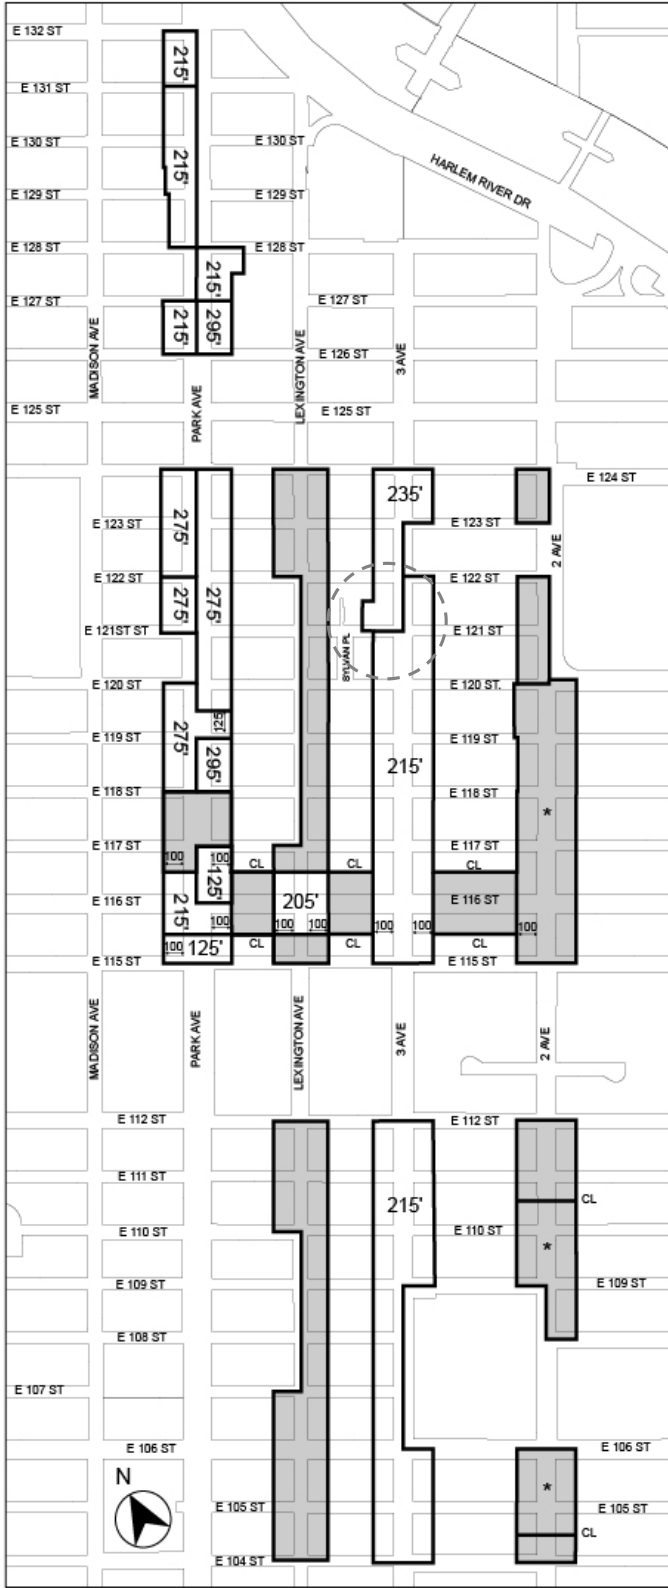 E 132 ST
215'
E 131 ST
E 130 ST
E 130 ST
215'
HARLEM RIVER DR
E 129 ST
E 129 ST
E 128 ST
E 128 ST
215'
E 127 ST
E 127 ST
215'
295'
MADISON AVE
PARK AVE
LEXINGTON AVE
3 AVE
E 126 ST
E 125 ST
E 125 ST
E 124 ST
235'
E 123 ST
275'
E 123 ST
2 AVE
E 122 ST
E 122 ST
275'
275'
E 121ST ST
E 121 ST
SYLVAN PL
E 120 ST
E 120 ST.
125
E 119 ST
275'
E 119 ST
295'
215'
E 118 ST
E 118 ST
*
E 117 ST
E 117 ST
100
100
CL
CL
CL
125'
E 116 ST
215'
205'
E 116 ST
100
100
100
100
100
100
100
125'
CL
CL
CL
E 115 ST
E 115 ST
MADISON AVE
PARK AVE
LEXINGTON AVE
3 AVE
2 AVE
E 112 ST
E 112 ST
E 111 ST
CL
215'
E 110 ST
E 110 ST
*
E 109 ST
E 109 ST
E 108 ST
E 107 ST
E 106 ST
E 106 ST
N
*
E 105 ST
E 105 ST
CL
E 104 ST